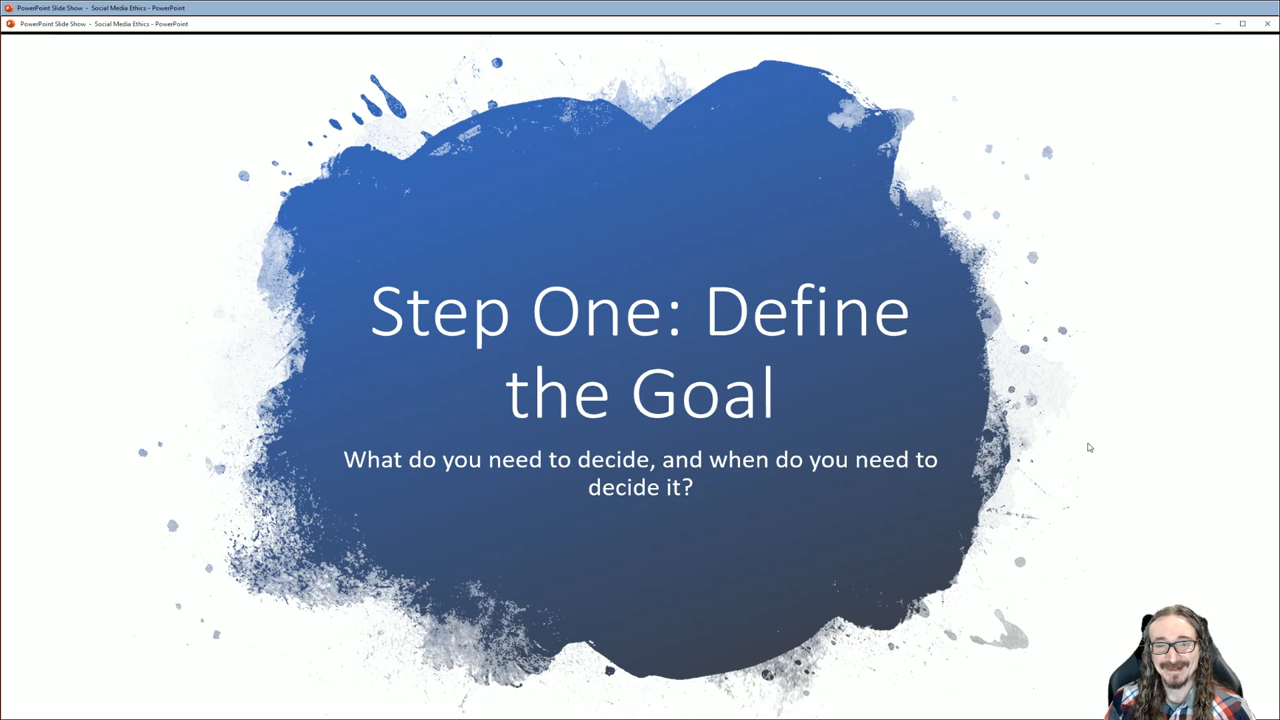 PowerPoint Slide Show - Social Media Ethics - PowerPoint
PowerPoint Slide Show - Social Media Ethics - PowerPoint
Step One: Define
the Goal
What do you need to decide, and when do you need to
decide it?